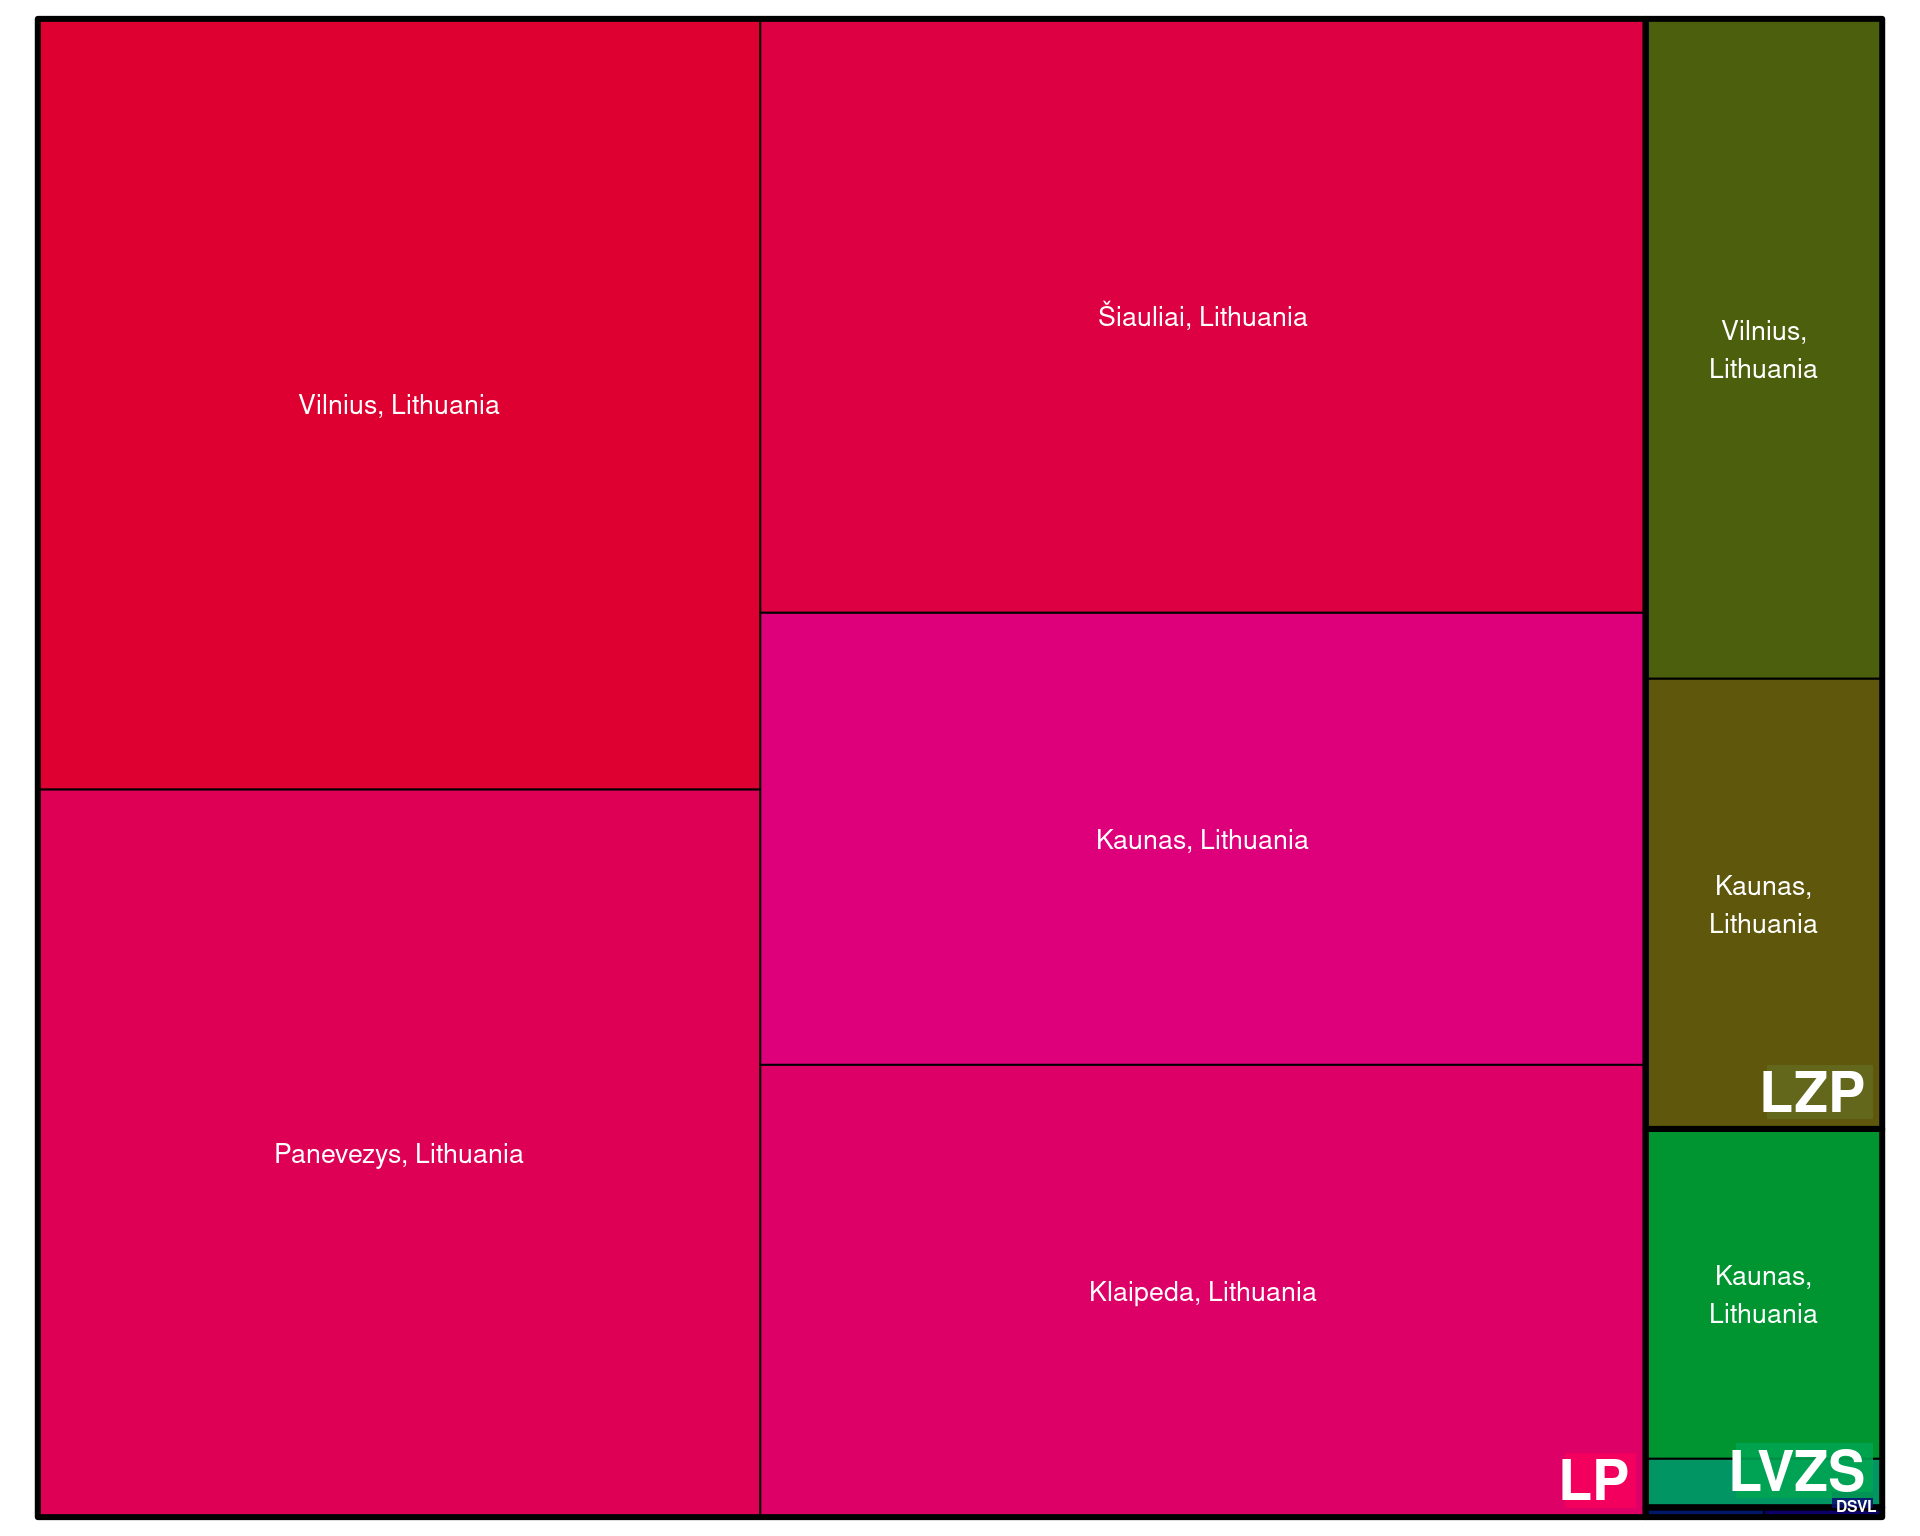 Vilnius, Lithuania
Panevezys, Lithuania
Šiauliai, Lithuania
Kaunas, Lithuania
Klaipeda, Lithuania
LP
Vilnius,
Lithuania
Kaunas,
Lithuania
LZP
Kaunas,
Lithuania
LVZS
DSVL